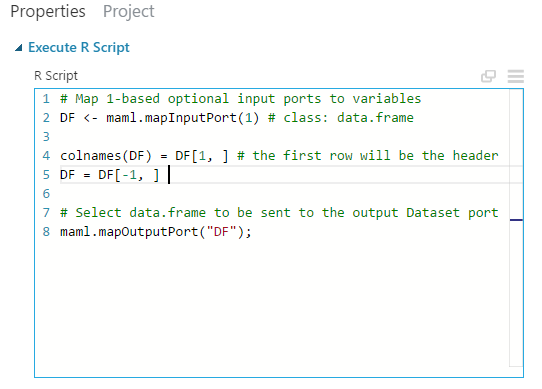 Properties Project
Execute R Script
R Script
1 # Map 1-based optional input ports to variables
2 DF <- maml.mapInputPort(1) # class: data.frame
3
4 colnames(DF) = DF[1, ] # the first row will be the header
5 DF = DF[-1, ]
6
7 # Select data.frame to be sent to the output Dataset port
8 maml.mapOutputPort("DF");